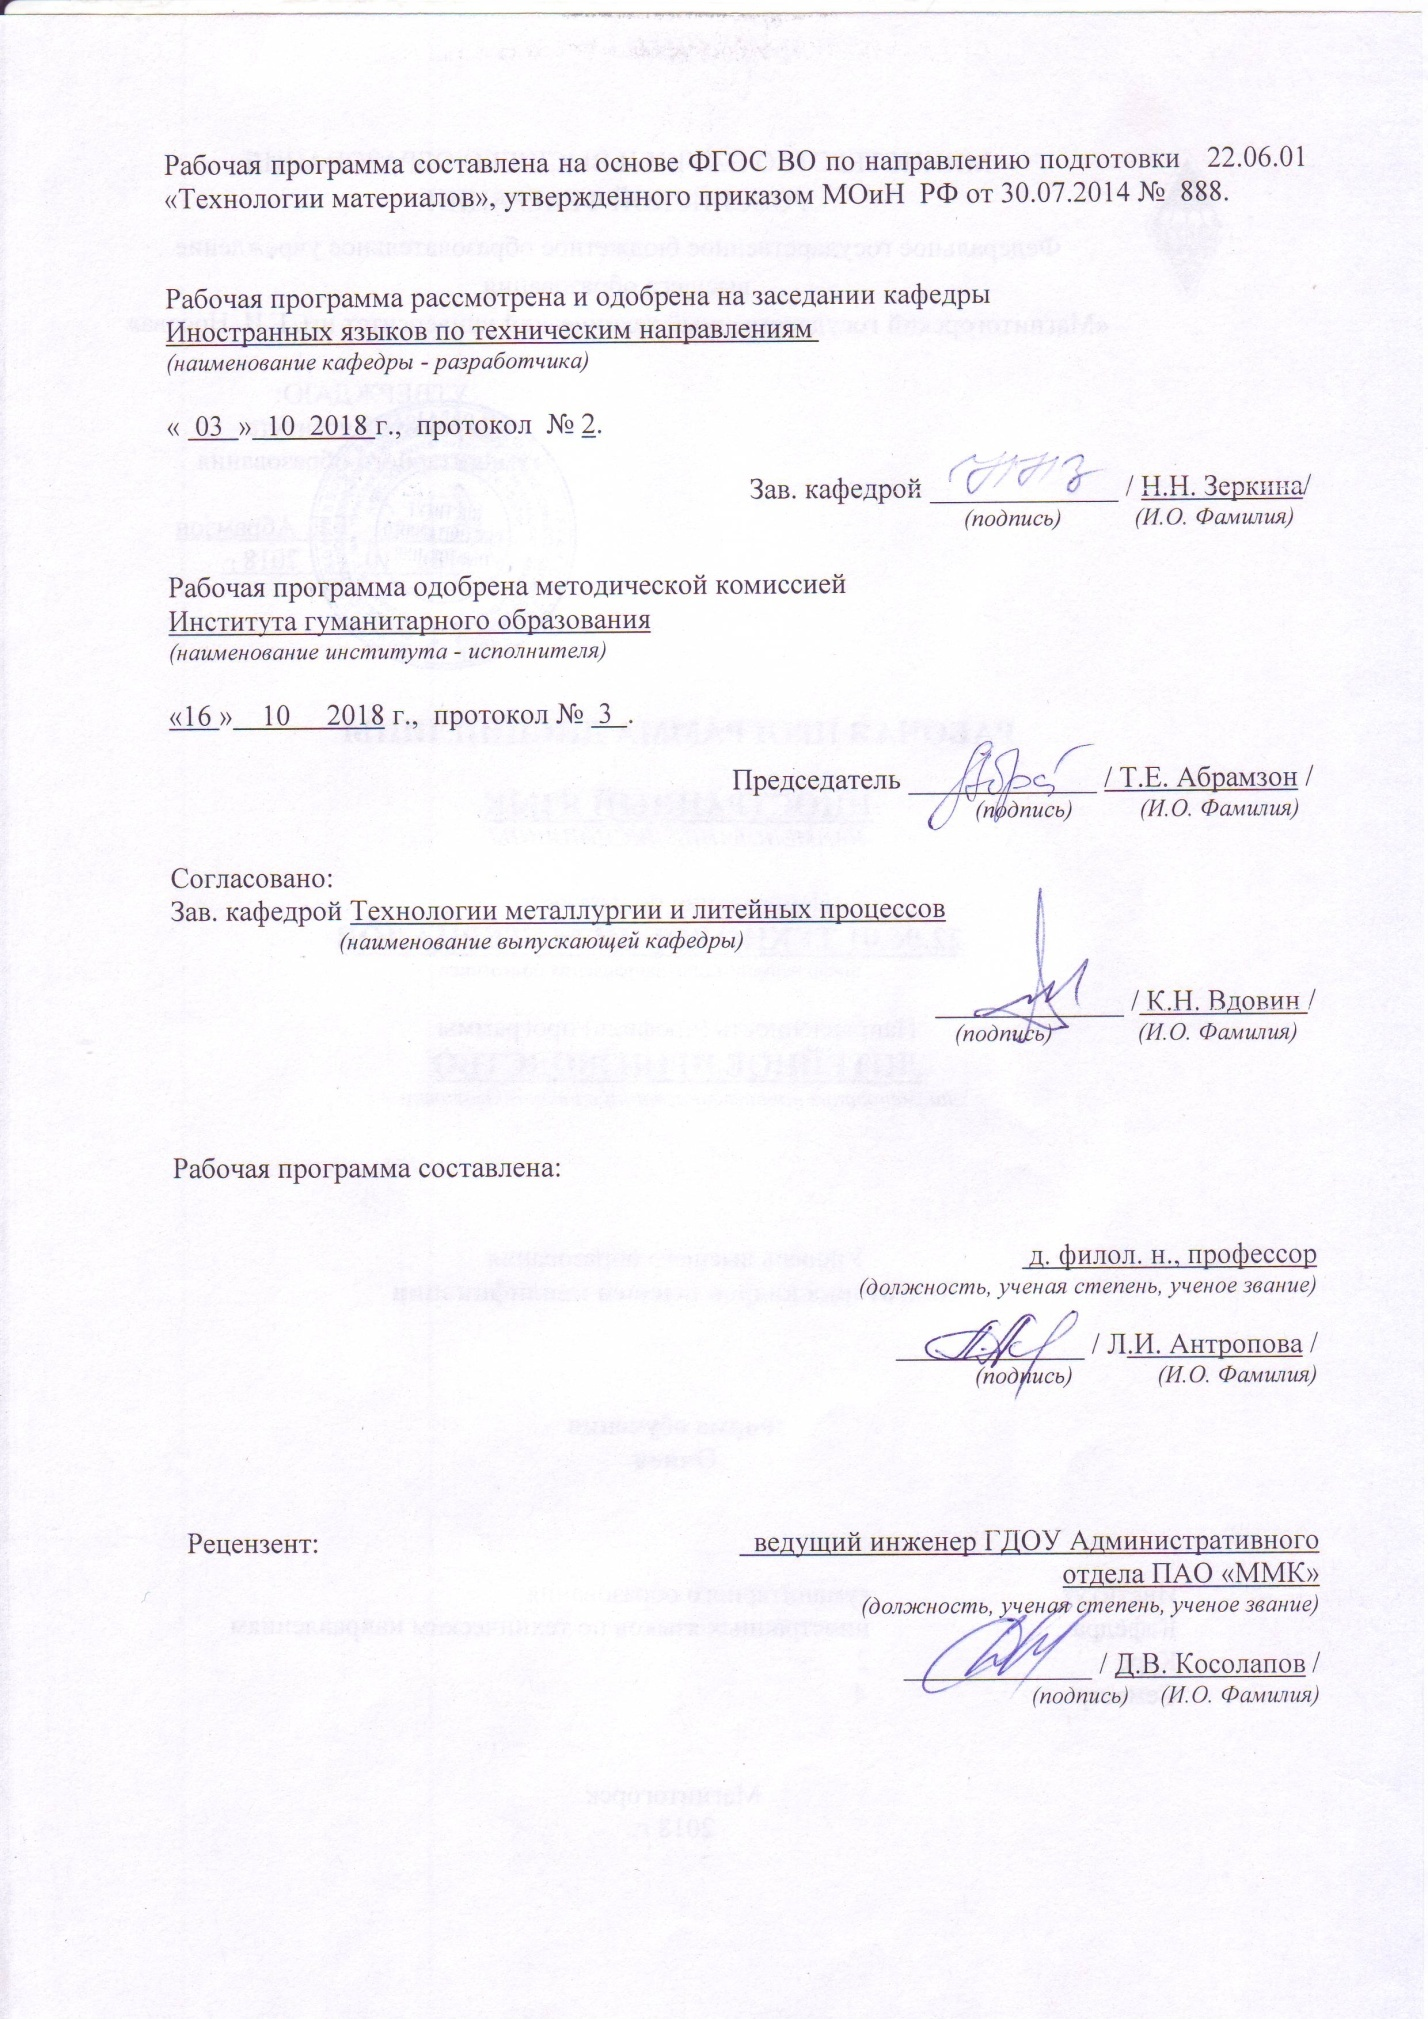 Рабочая программа составлена на основе ФГОС ВО по направлению подготовки 22.06.01
«Технологии материалов», утвержденного приказом МОиН РФ от 30.07.2014 № 888.
Рабочая программа рассмотрена и одобрена на заседании кафедры
Иностранных языков по техническим направлениям
(наименование кафедры - разработчика)
« 03 » 10 2018 г., протокол № 2.
Зав. кафедрой ____________ / Н.Н. Зеркина/
(подпись) (И.О. Фамилия)
Рабочая программа одобрена методической комиссией
Института гуманитарного образования
(наименование института - исполнителя)
«16 » 10 2018 г., протокол № 3 .
Председатель ____________ / Т.Е. Абрамзон /
(подпись) (И.О. Фамилия)
Согласовано:
Зав. кафедрой Технологии металлургии и литейных процессов
(наименование выпускающей кафедры)
____________ / К.Н. Вдовин /
(подпись) (И.О. Фамилия)
Рабочая программа составлена:
д. филол. н., профессор
(должность, ученая степень, ученое звание)
____________ / Л.И. Антропова /
(подпись) (И.О. Фамилия)
Рецензент: ведущий инженер ГДОУ Административного
отдела ПАО «ММК»
(должность, ученая степень, ученое звание)
____________ / Д.В. Косолапов /
(подпись) (И.О. Фамилия)